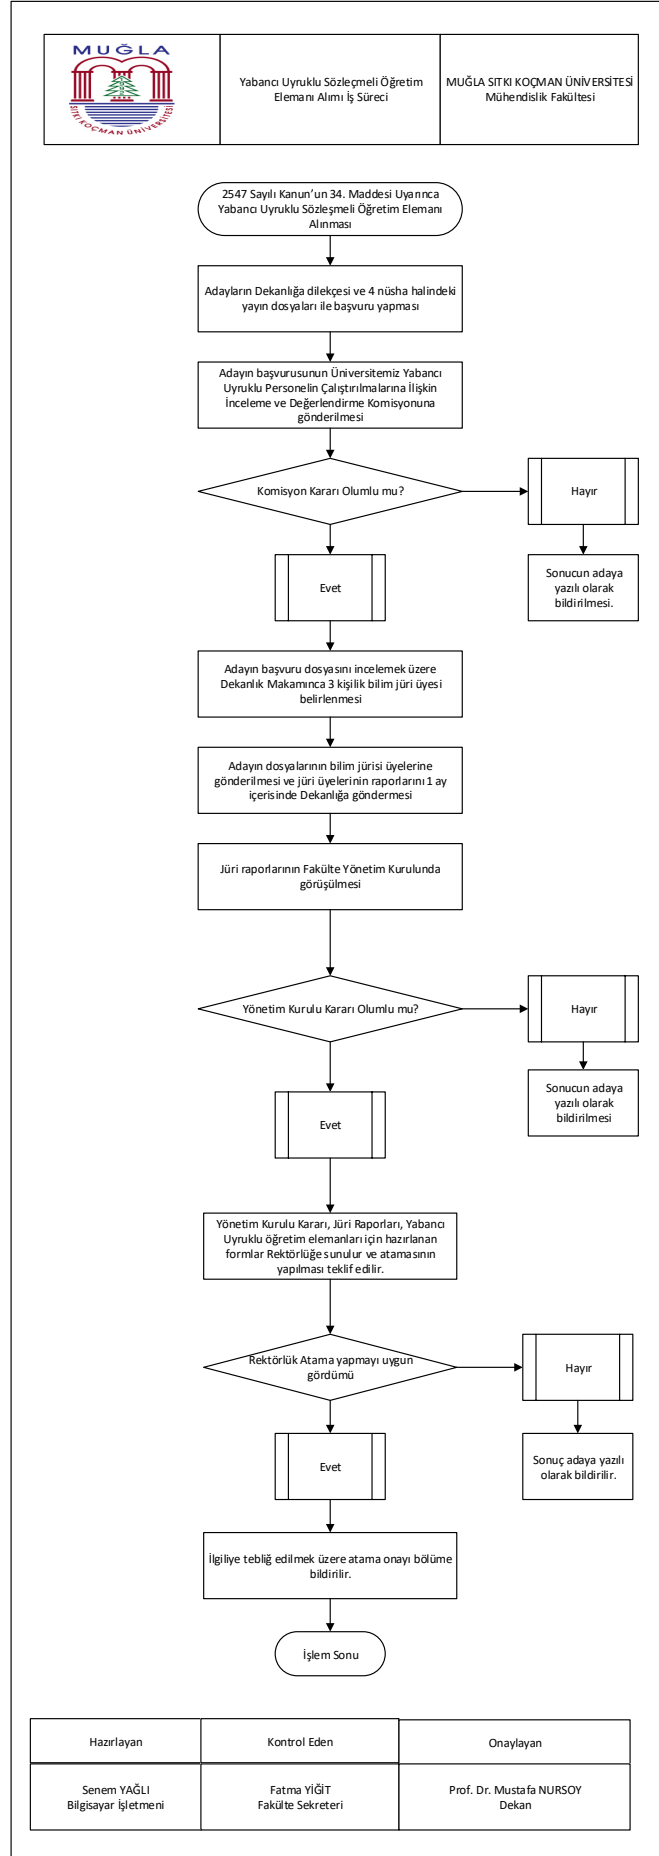 MUĞLA
SITKI KOÇMAN ÜNİVERSİTESİ
Yabancı Uyruklu Sözleşmeli Öğretim
Elemanı Alımı İş Süreci
MUĞLA SITKI KOÇMAN ÜNİVERSİTESİ
Mühendislik Fakültesi
2547 Sayılı Kanun’un 34. Maddesi Uyarınca
Yabancı Uyruklu Sözleşmeli Öğretim Elemanı
Alınması
Adayların Dekanlığa dilekçesi ve 4 nüsha halindeki
yayın dosyaları ile başvuru yapması
Adayın başvurusunun Üniversitemiz Yabancı
Uyruklu Personelin Çalıştırılmalarına İlişkin
İnceleme ve Değerlendirme Komisyonuna
gönderilmesi
Komisyon Kararı Olumlu mu?
Hayır
Evet
Sonucun adaya
yazılı olarak
bildirilmesi.
Adayın başvuru dosyasını incelemek üzere
Dekanlık Makamınca 3 kişilik bilim jüri üyesi
belirlenmesi
Adayın dosyalarının bilim jürisi üyelerine
gönderilmesi ve jüri üyelerinin raporlarını 1 ay
içerisinde Dekanlığa göndermesi
Jüri raporlarının Fakülte Yönetim Kurulunda
görüşülmesi
Yönetim Kurulu Kararı Olumlu mu?
Hayır
Evet
Sonucun adaya
yazılı olarak
bildirilmesi
Yönetim Kurulu Kararı, Jüri Raporları, Yabancı
Uyruklu öğretim elemanları için hazırlanan
formlar Rektörlüğe sunulur ve atamasının
yapılması teklif edilir.
Rektörlük Atama yapmayı uygun
gördümü
Hayır
Evet
Sonuç adaya yazılı
olarak bildirilir.
İlgiliye tebliğ edilmek üzere atama onayı bölüme
bildirilir.
İşlem Sonu
Hazırlayan
Kontrol Eden
Onaylayan
Senem YAĞLI
Bilgisayar İşletmeni
Fatma YİĞİT
Fakülte Sekreteri
Prof. Dr. Mustafa NURSOY
Dekan